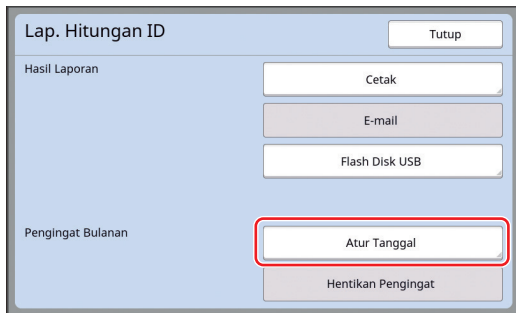 Lap. Hitungan ID
Tutup
Hasil Laporan
Cetak
E-mail
Flash Disk USB
Pengingat Bulanan
Atur Tanggal
Hentikan Pengingat